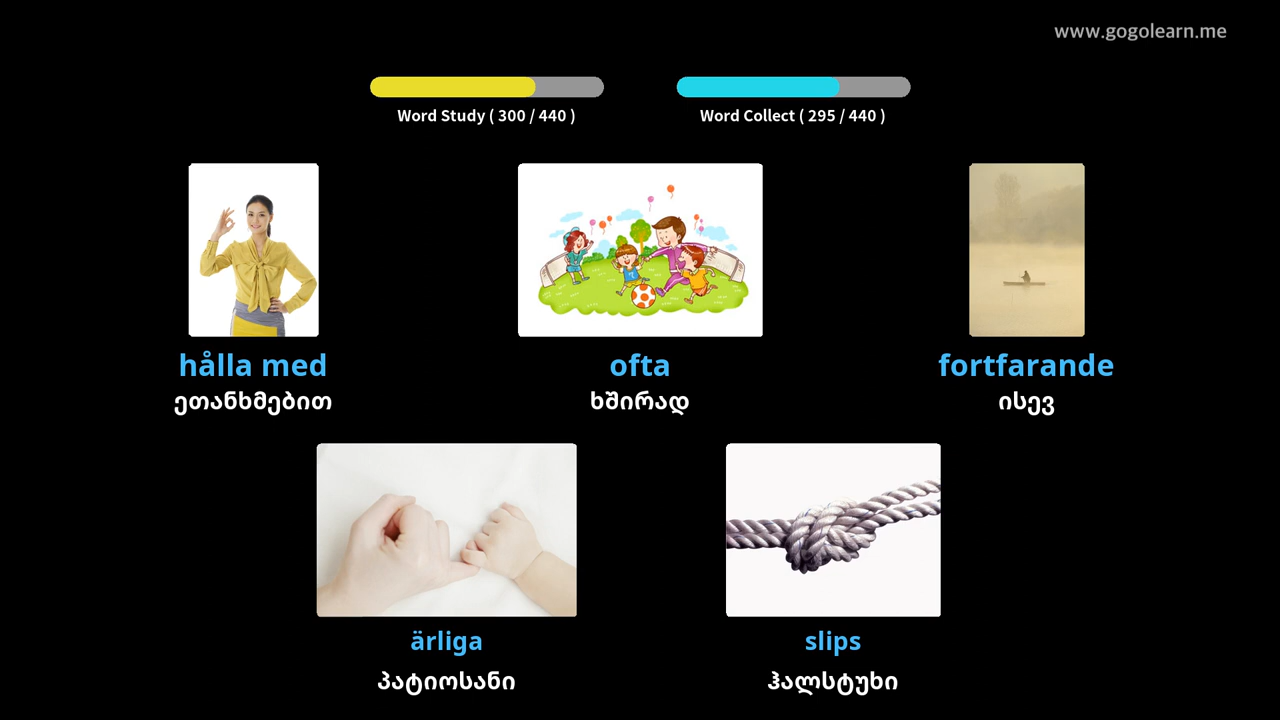 www.gogolearn.me
Word Study ( 300 / 440 )
Word Collect ( 295 / 440 )
hålla med
ეთანხმებით
ofta
ხშირად
fortfarande
ისევ
ärliga
პატიოსანი
slips
ჰალსტუხი